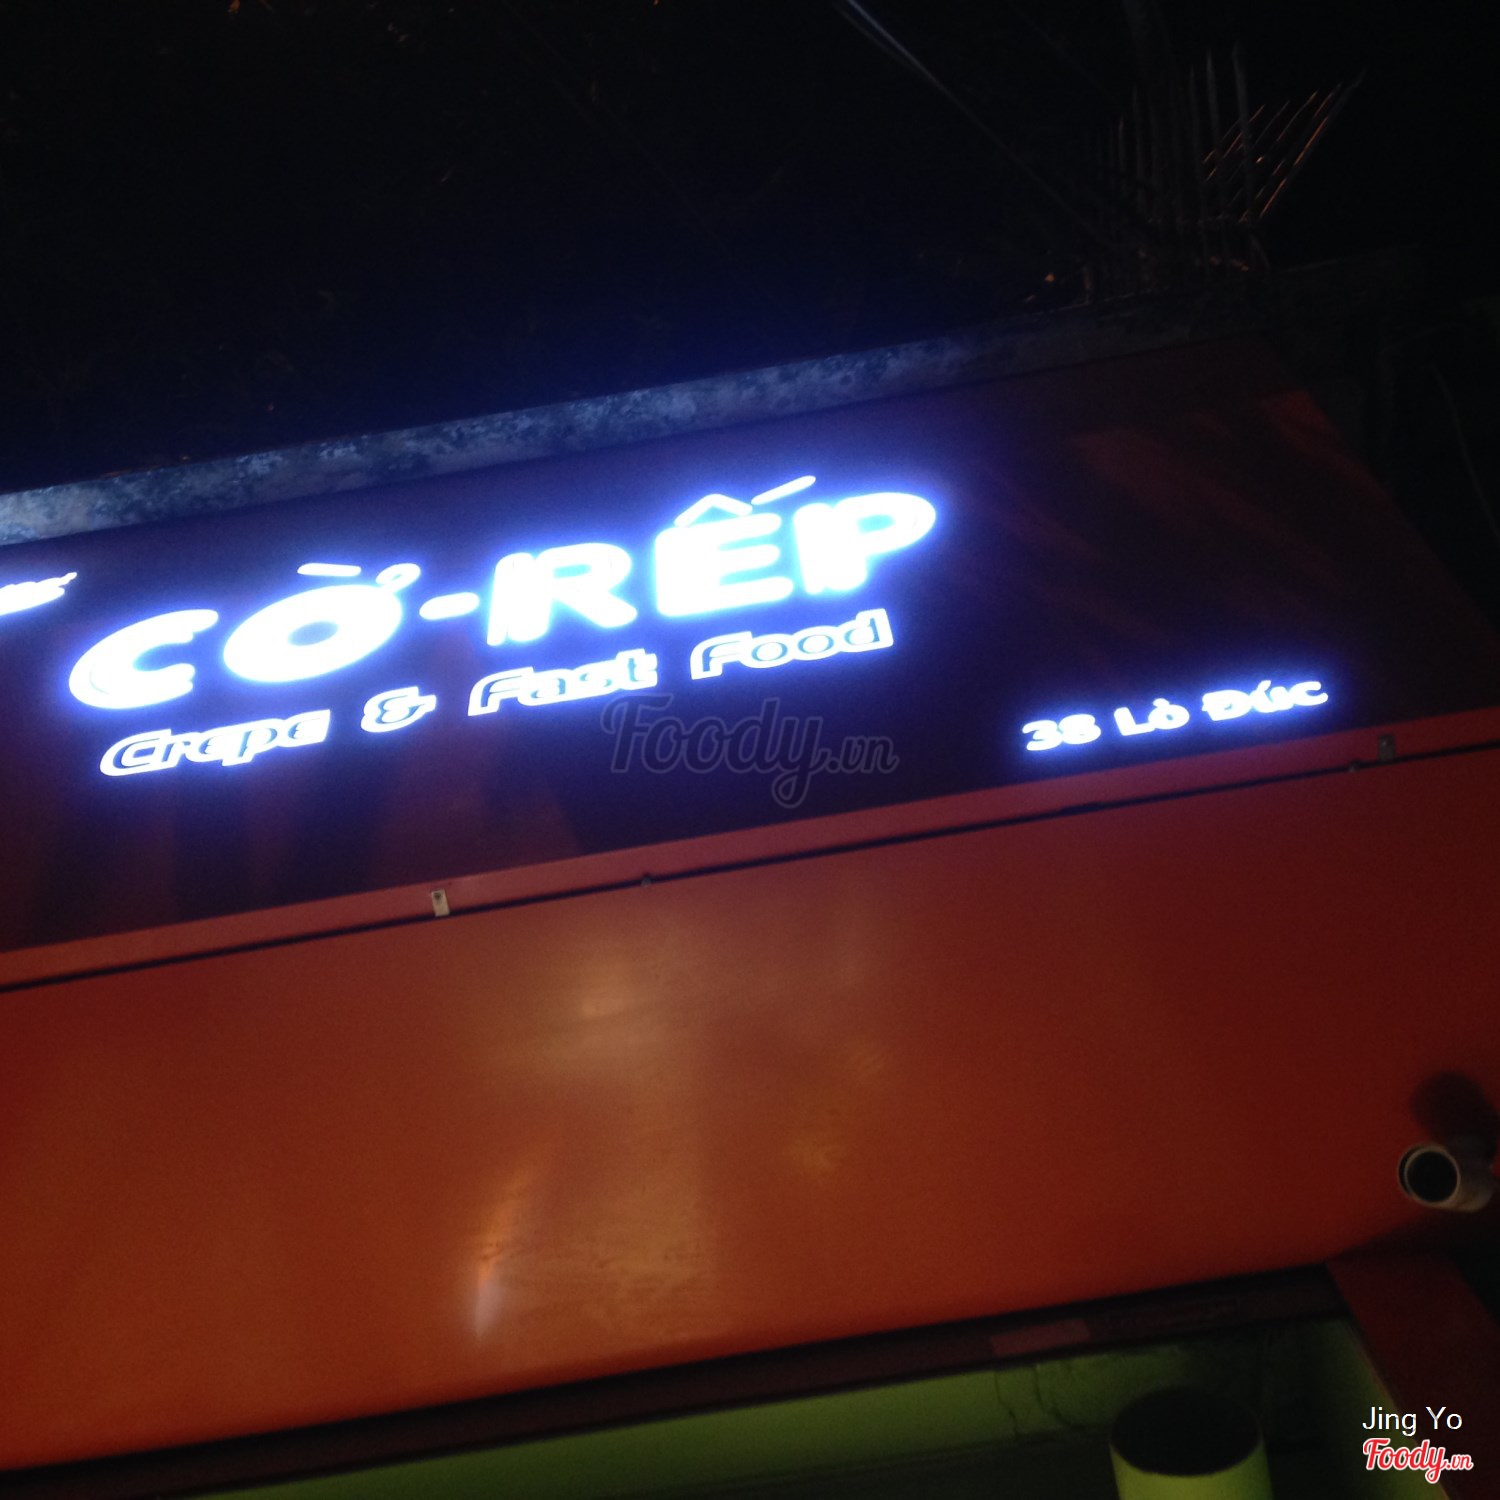 CỜ-RẾP
Crepe & Fast Food
38 Lò Đúc
Foody.vn
Jing Yo
Foody.vn